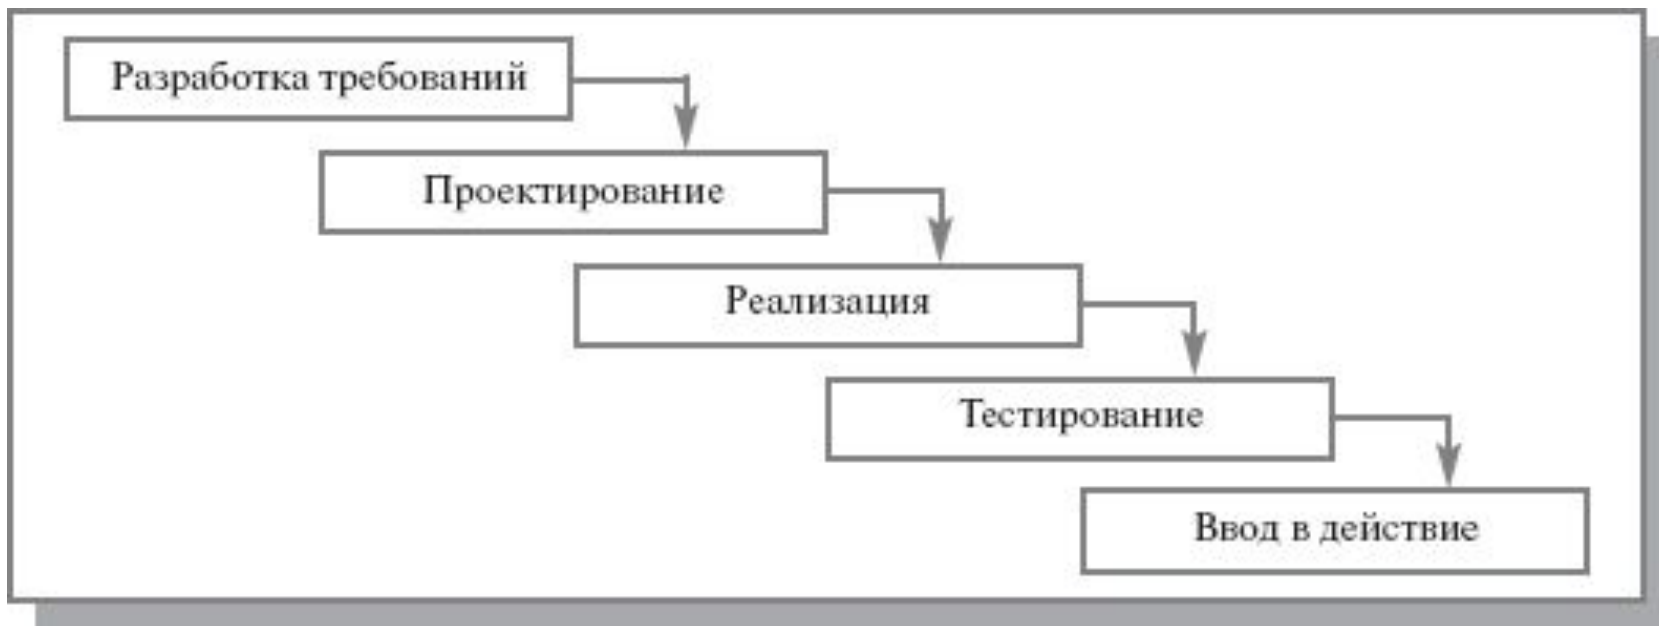 Разработка требований
Проектирование
Реализация
Тестирование
Ввод в действие